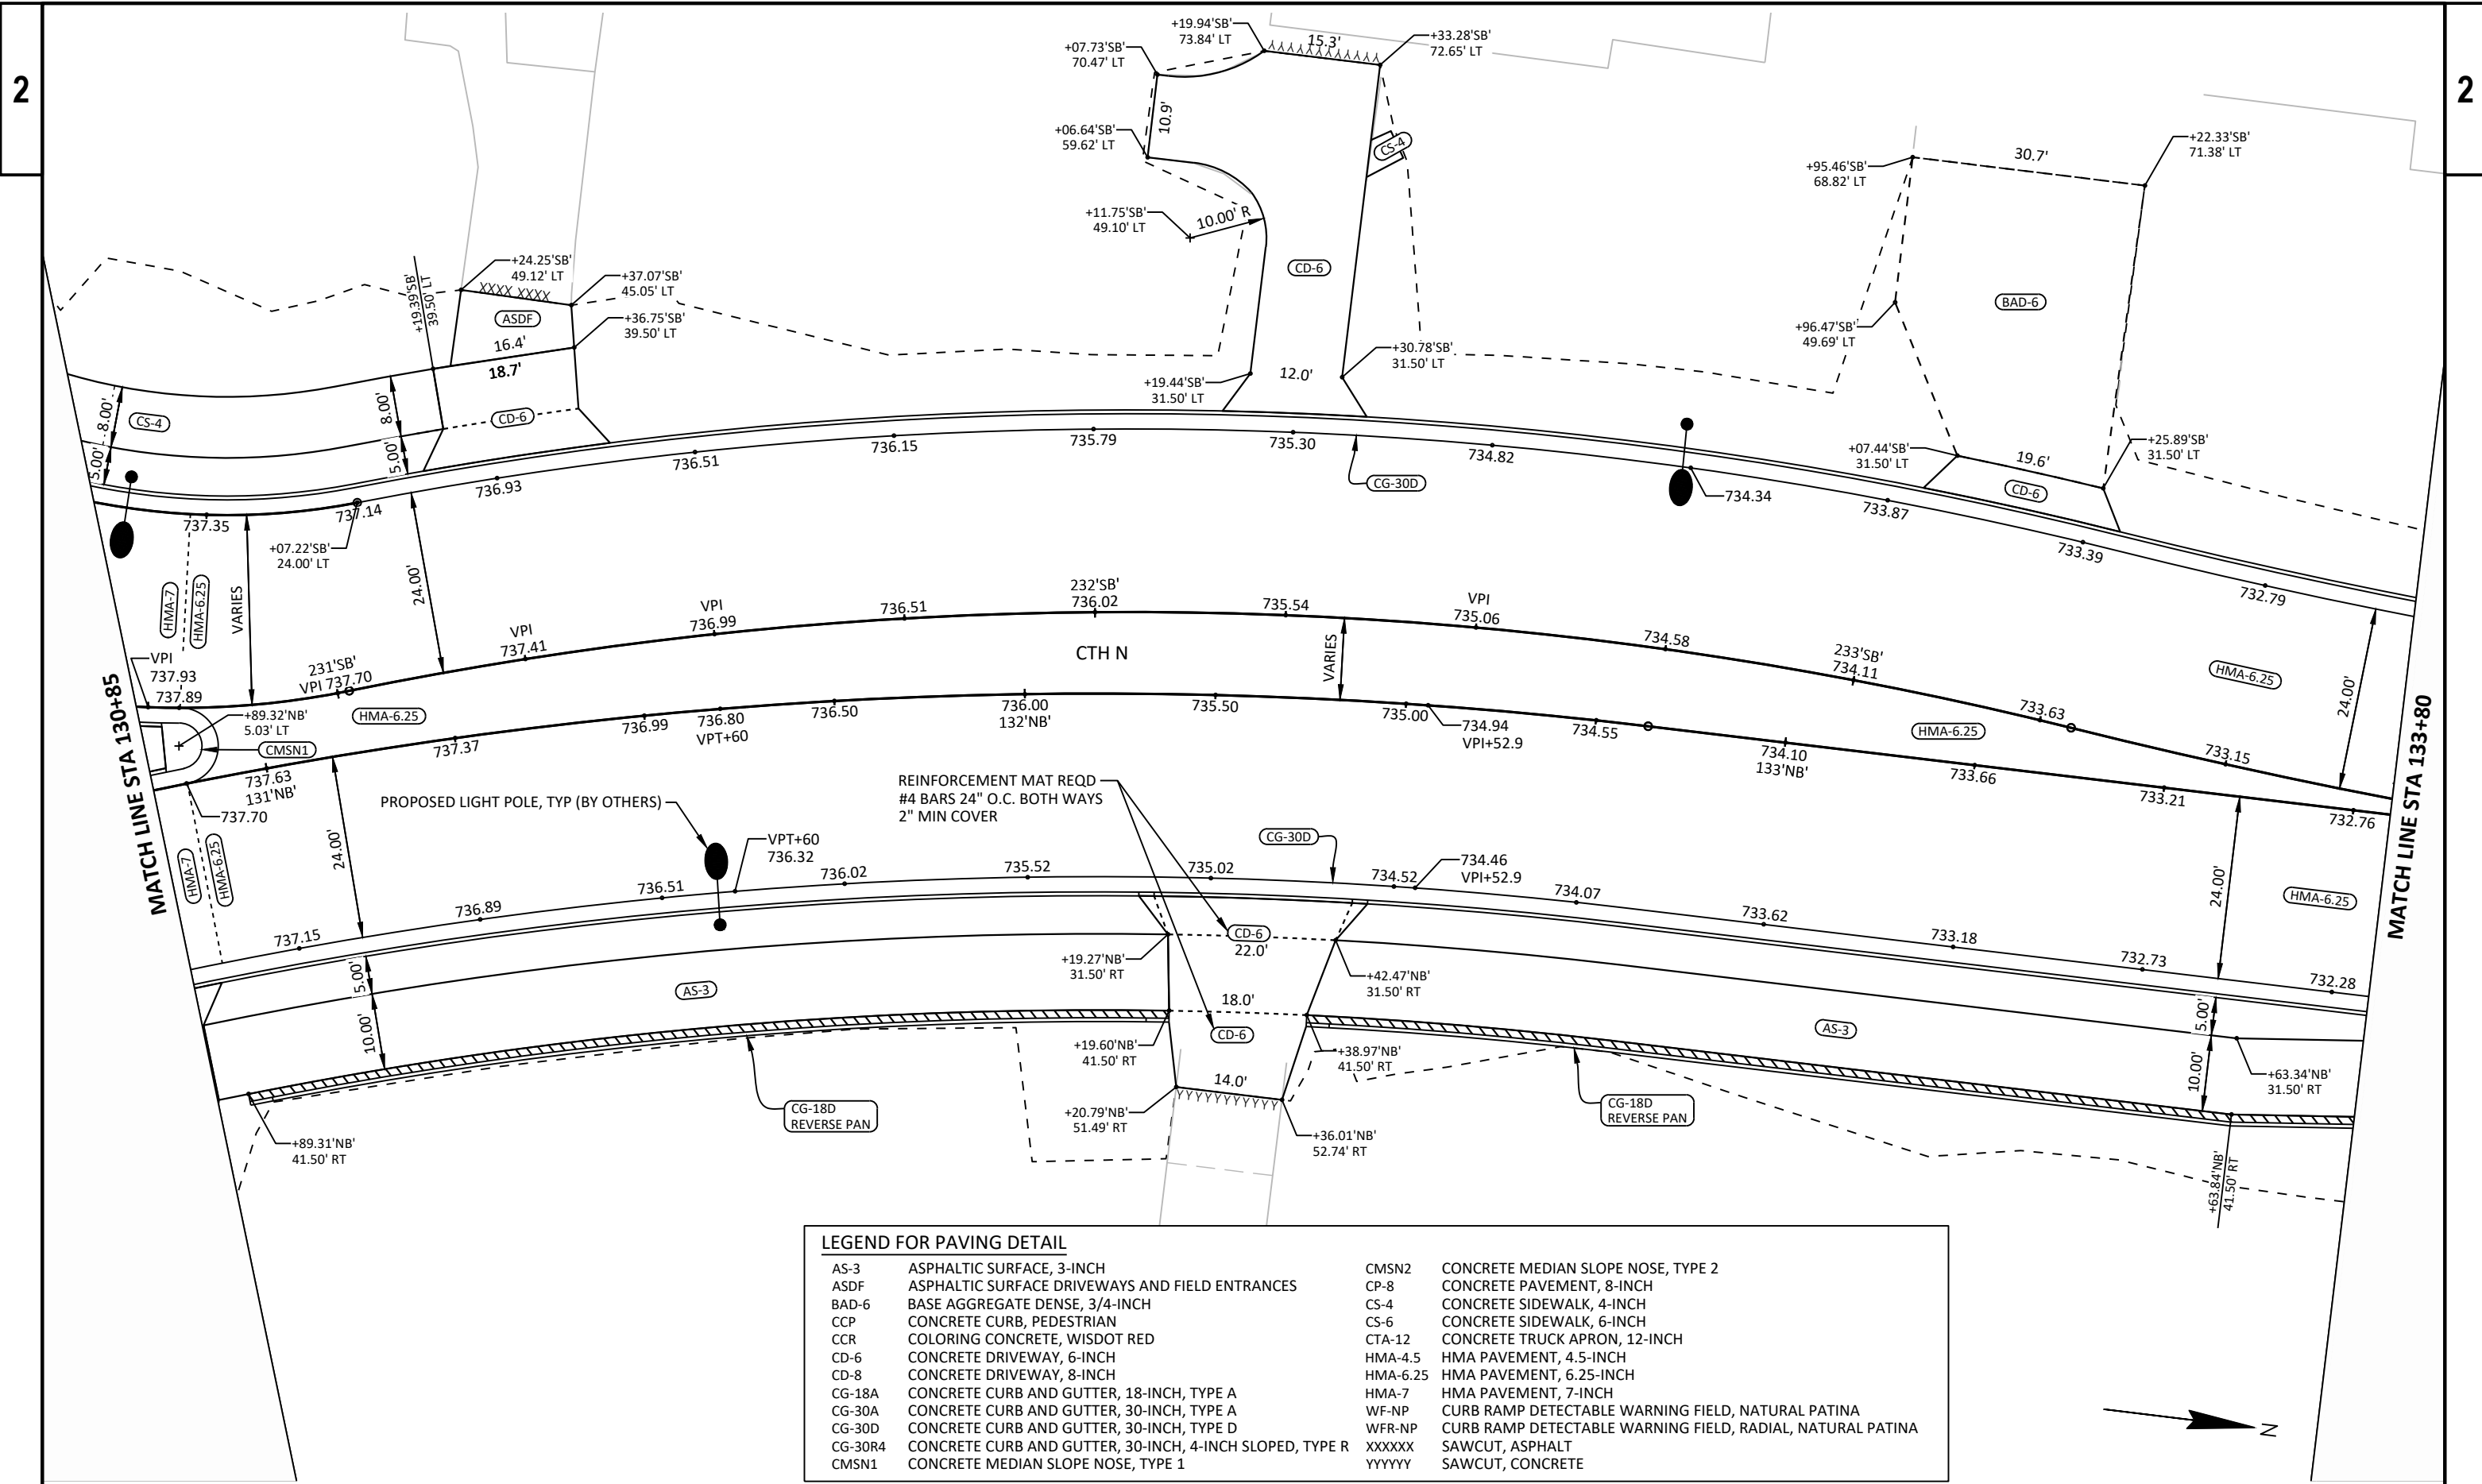 2
2
+19.94'SB'
73.84' LT
15.3'
+33.28'SB'
72.65' LT
+07.73'SB'
70.47' LT
10.9'
+06.64'SB'
59.62' LT
CS-4
+11.75'SB'
49.10' LT
10.00' R
CD-6
+95.46'SB'
68.82' LT
30.7'
+22.33'SB'
71.38' LT
BAD-6
+96.47'SB'
49.69' LT
+24.25'SB'
49.12' LT
+37.07'SB'
45.05' LT
+19.39'SB'
39.50' LT
XXXX XXXX
ASDF
+36.75'SB'
39.50' LT
16.4'
18.7'
CD-6
8.00'
CS-4
5.00'
8.00'
5.00'
+19.44'SB'
31.50' LT
12.0'
+30.78'SB'
31.50' LT
+07.44'SB'
31.50' LT
19.6'
CD-6
+25.89'SB'
31.50' LT
737.35
737.14
736.93
736.51
736.15
735.79
735.30
734.82
CG-30D
734.34
733.87
733.39
732.79
+07.22'SB'
24.00' LT
HMA-7
HMA-6.25
VARIES
24.00'
VPI
737.93
737.89
231'SB'
VPI 737.70
VPI
737.41
VPI
736.99
736.51
232'SB'
736.02
735.54
VPI
735.06
734.58
233'SB'
734.11
733.63
733.15
HMA-6.25
24.00'
CTH N
VARIES
MATCH LINE STA 130+85
MATCH LINE STA 133+80
+89.32'NB'
5.03' LT
CMSN1
HMA-6.25
737.70
737.63
131'NB'
737.37
736.99
736.80
VPT+60
736.50
736.00
132'NB'
735.50
735.00
734.94
VPI+52.9
734.55
HMA-6.25
734.10
133'NB'
733.66
733.21
732.76
HMA-7
HMA-6.25
24.00'
PROPOSED LIGHT POLE, TYP (BY OTHERS)
REINFORCEMENT MAT REQD
#4 BARS 24" O.C. BOTH WAYS
2" MIN COVER
CG-30D
24.00'
HMA-6.25
737.15
736.89
736.51
VPT+60
736.32
736.02
735.52
735.02
734.52
734.46
VPI+52.9
734.07
733.62
733.18
732.73
732.28
5.00'
10.00'
AS-3
+19.27'NB'
31.50' RT
CD-6
22.0'
+42.47'NB'
31.50' RT
18.0'
CD-6
+19.60'NB'
41.50' RT
+38.97'NB'
41.50' RT
14.0'
YYYYYYYYYYY
+20.79'NB'
51.49' RT
+36.01'NB'
52.74' RT
AS-3
5.00'
10.00'
+63.34'NB'
31.50' RT
+63.84'NB'
41.50' RT
+89.31'NB'
41.50' RT
CG-18D
REVERSE PAN
CG-18D
REVERSE PAN
LEGEND FOR PAVING DETAIL
AS-3 ASPHALTIC SURFACE, 3-INCH
ASDF ASPHALTIC SURFACE DRIVEWAYS AND FIELD ENTRANCES
BAD-6 BASE AGGREGATE DENSE, 3/4-INCH
CCP CONCRETE CURB, PEDESTRIAN
CCR COLORING CONCRETE, WISDOT RED
CD-6 CONCRETE DRIVEWAY, 6-INCH
CD-8 CONCRETE DRIVEWAY, 8-INCH
CG-18A CONCRETE CURB AND GUTTER, 18-INCH, TYPE A
CG-30A CONCRETE CURB AND GUTTER, 30-INCH, TYPE A
CG-30D CONCRETE CURB AND GUTTER, 30-INCH, TYPE D
CG-30R4 CONCRETE CURB AND GUTTER, 30-INCH, 4-INCH SLOPED, TYPE R
CMSN1 CONCRETE MEDIAN SLOPE NOSE, TYPE 1
CMSN2 CONCRETE MEDIAN SLOPE NOSE, TYPE 2
CP-8 CONCRETE PAVEMENT, 8-INCH
CS-4 CONCRETE SIDEWALK, 4-INCH
CS-6 CONCRETE SIDEWALK, 6-INCH
CTA-12 CONCRETE TRUCK APRON, 12-INCH
HMA-4.5 HMA PAVEMENT, 4.5-INCH
HMA-6.25 HMA PAVEMENT, 6.25-INCH
HMA-7 HMA PAVEMENT, 7-INCH
WF-NP CURB RAMP DETECTABLE WARNING FIELD, NATURAL PATINA
WFR-NP CURB RAMP DETECTABLE WARNING FIELD, RADIAL, NATURAL PATINA
XXXXXX SAWCUT, ASPHALT
YYYYYY SAWCUT, CONCRETE
N